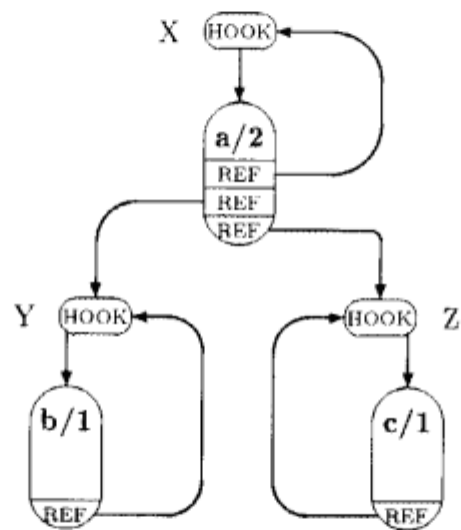 X HOOK
a/2
REF
REF
REF
Y HOOK
HOOK Z
b/1
c/1
REF
REF